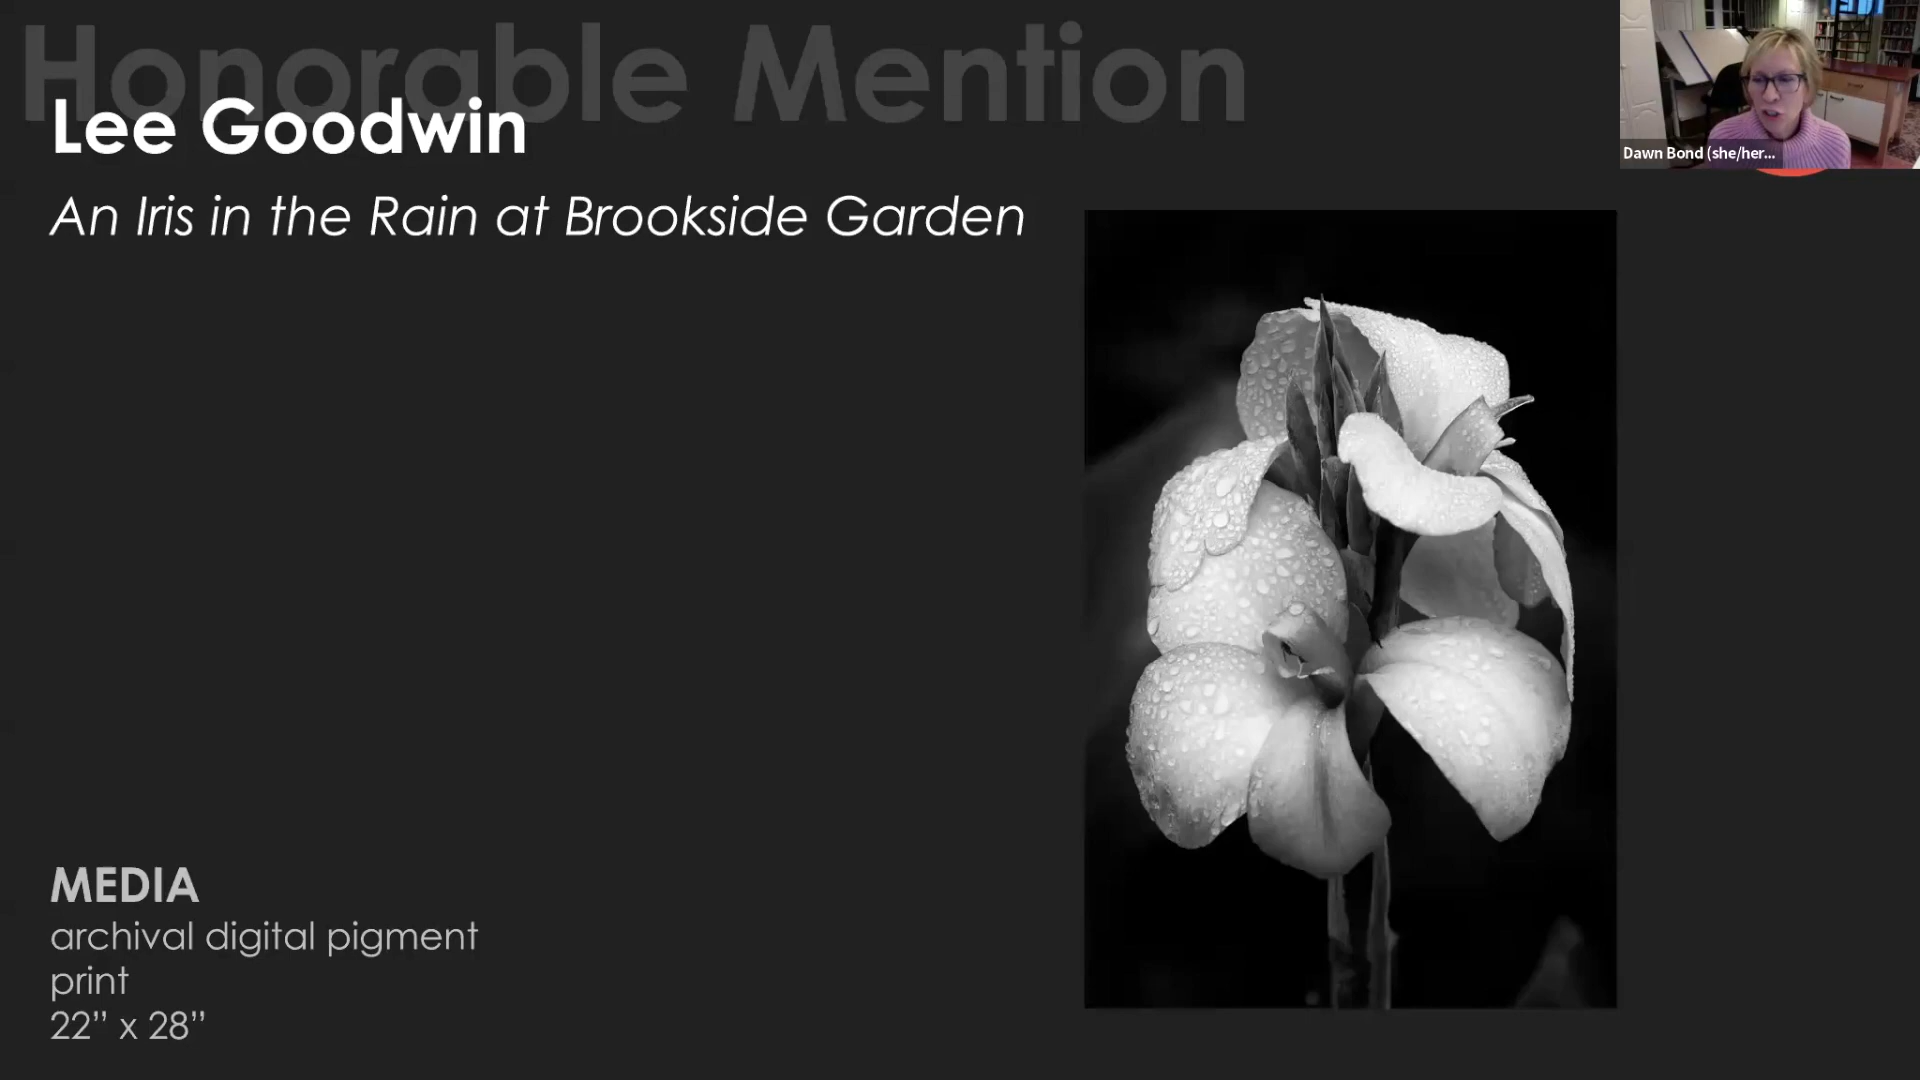 Honorable Mention
Lee Goodwin
An Iris in the Rain at Brookside Garden
Dawn Bond (she/her...
MEDIA
archival digital pigment
print
22” x 28”